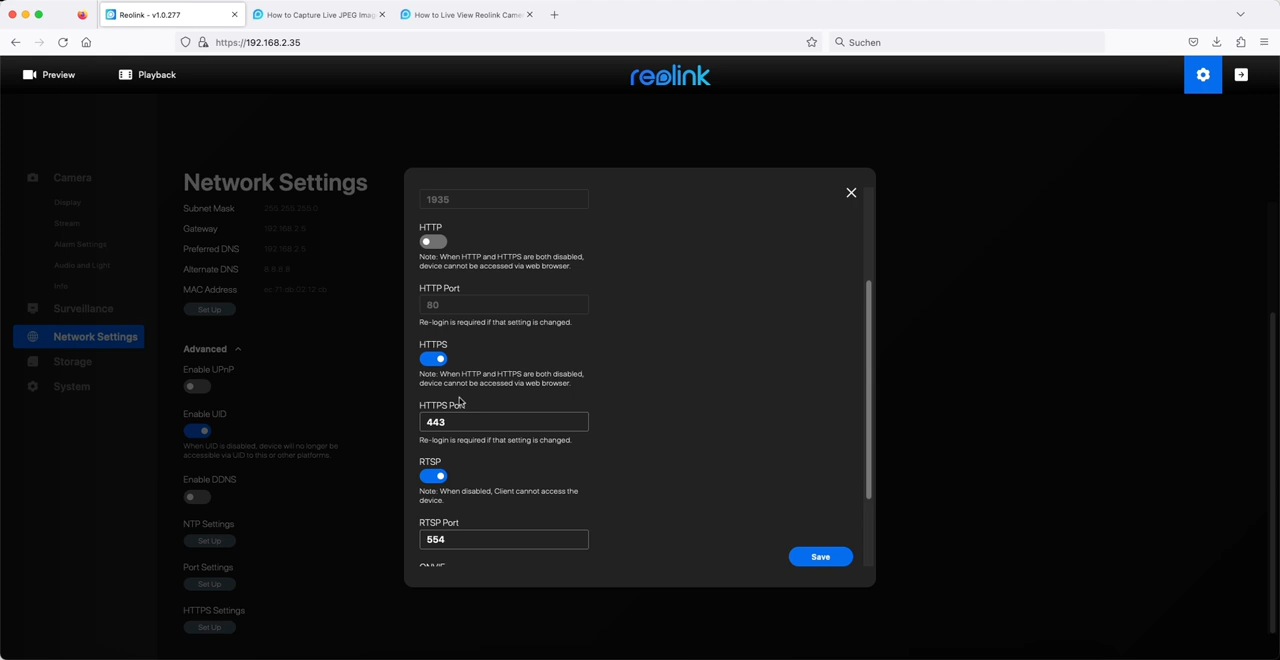 Reolink - v1.0.277
How to Capture Live JPEG Imag
How to Live View Reolink Came
https://192.168.2.35
Suchen
Preview
Playback
reolink
Camera
Display
Stream
Alarm Settings
Audio and Light
Info
Surveillance
Network Settings
Storage
System
Network Settings
Subnet Mask 255.255.255.0
Gateway 192.168.2.5
Preferred DNS 192.168.2.5
Alternate DNS 8.8.8.8
MAC Address
Set Up
Advanced
Enable UPnP
Enable UID
When UID is disabled, device will no longer be
accessible via UID to this or other platforms.
Enable DDNS
NTP Settings
Set Up
Port Settings
Set Up
HTTPS Settings
Set Up
1935
HTTP
Note: When HTTP and HTTPS are both disabled,
device cannot be accessed via web browser.
HTTP Port
80
Re-login is required if that setting is changed.
HTTPS
Note: When HTTP and HTTPS are both disabled,
device cannot be accessed via web browser.
HTTPS Port
443
Re-login is required if that setting is changed.
RTSP
Note: When disabled, Client cannot access the
device.
RTSP Port
554
ONVIF
Save